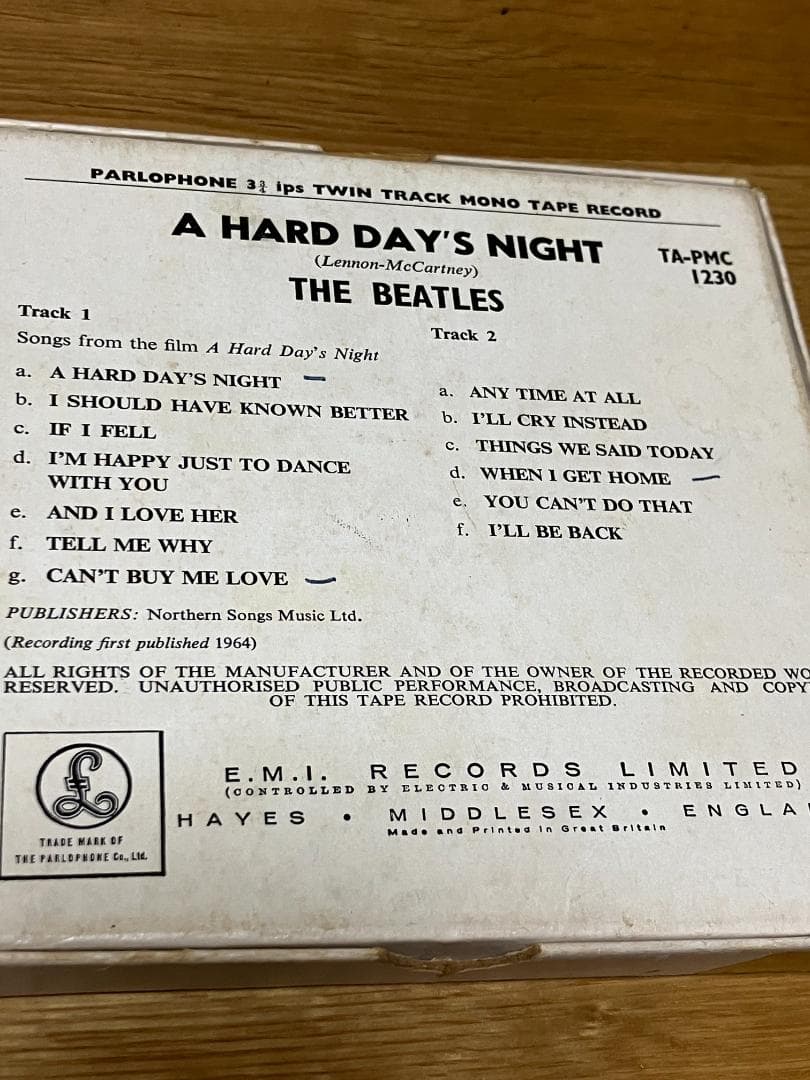 PARLOPHONE 3¾ ips TWIN TRACK MONO TAPE RECORD
A HARD DAY'S NIGHT
TA-PMC
1230
(Lennon-McCartney)
THE BEATLES
Track 1
Songs from the film A Hard Day's Night
a. A HARD DAY'S NIGHT
b. I SHOULD HAVE KNOWN BETTER
c. IF I FELL
d. I'M HAPPY JUST TO DANCE
WITH YOU
e. AND I LOVE HER
f. TELL ME WHY
g. CAN'T BUY ME LOVE
Track 2
a. ANY TIME AT ALL
b. I'LL CRY INSTEAD
c. THINGS WE SAID TODAY
d. WHEN I GET HOME
e. YOU CAN'T DO THAT
f. I'LL BE BACK
PUBLISHERS: Northern Songs Music Ltd.
(Recording first published 1964)
ALL RIGHTS OF THE MANUFACTURER AND OF THE OWNER OF THE RECORDED WO
RESERVED. UNAUTHORISED PUBLIC PERFORMANCE, BROADCASTING AND COPY
OF THIS TAPE RECORD PROHIBITED.
£
TRADE MARK OF
THE PARLOPHONE Co., Ltd.
E.M.I. RECORDS LIMITED
(CONTROLLED BY ELECTRIC & MUSICAL INDUSTRIES LIMITED)
HAYES • MIDDLESEX • ENGLA
Made and Printed in Great Britain